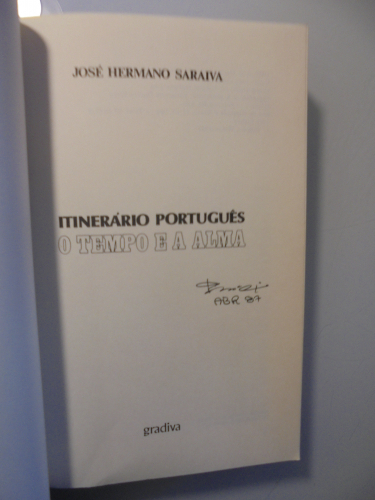 JOSÉ HERMANO SARAIVA
ITINERÁRIO PORTUGUÊS
O TEMPO E A ALMA
ABR 87
gradiva